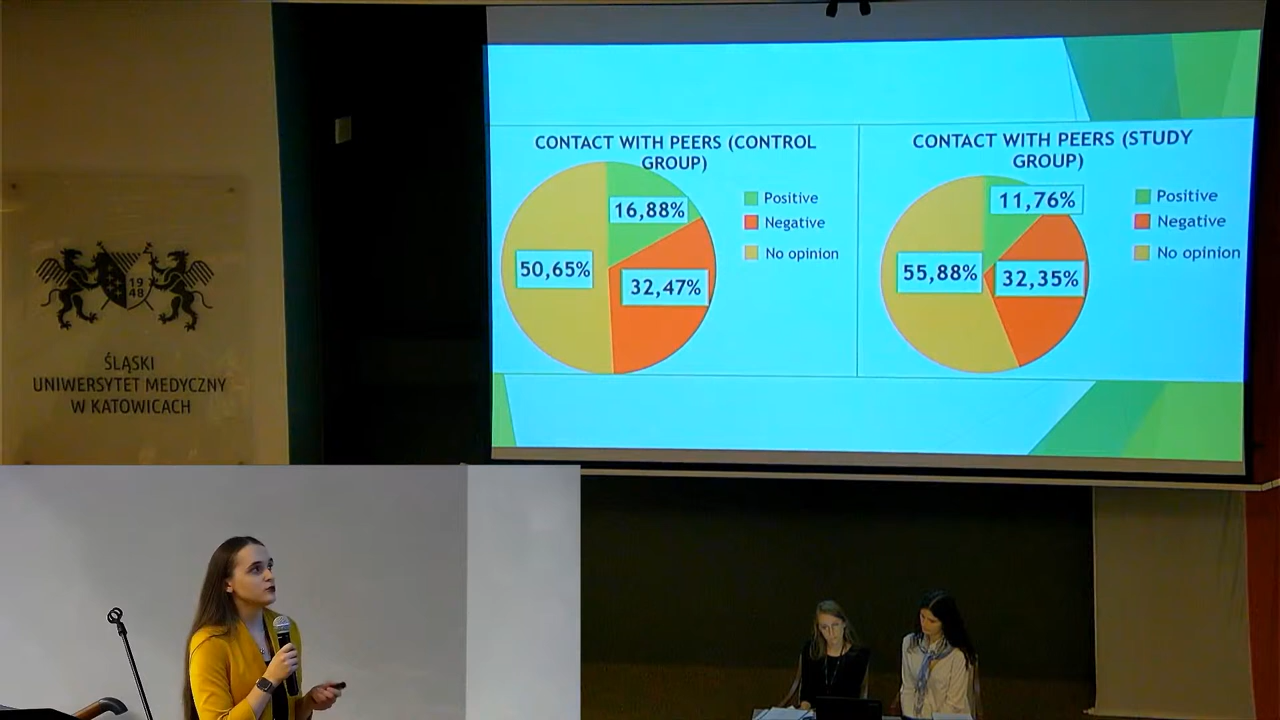 19
48
ŚLĄSKI
UNIWERSYTET MEDYCZNY
W KATOWICACH
CONTACT WITH PEERS (CONTROL
GROUP)
16,88%
50,65%
32,47%
Positive
Negative
No opinion
CONTACT WITH PEERS (STUDY
GROUP)
11,76%
55,88%
32,35%
Positive
Negative
No opinion